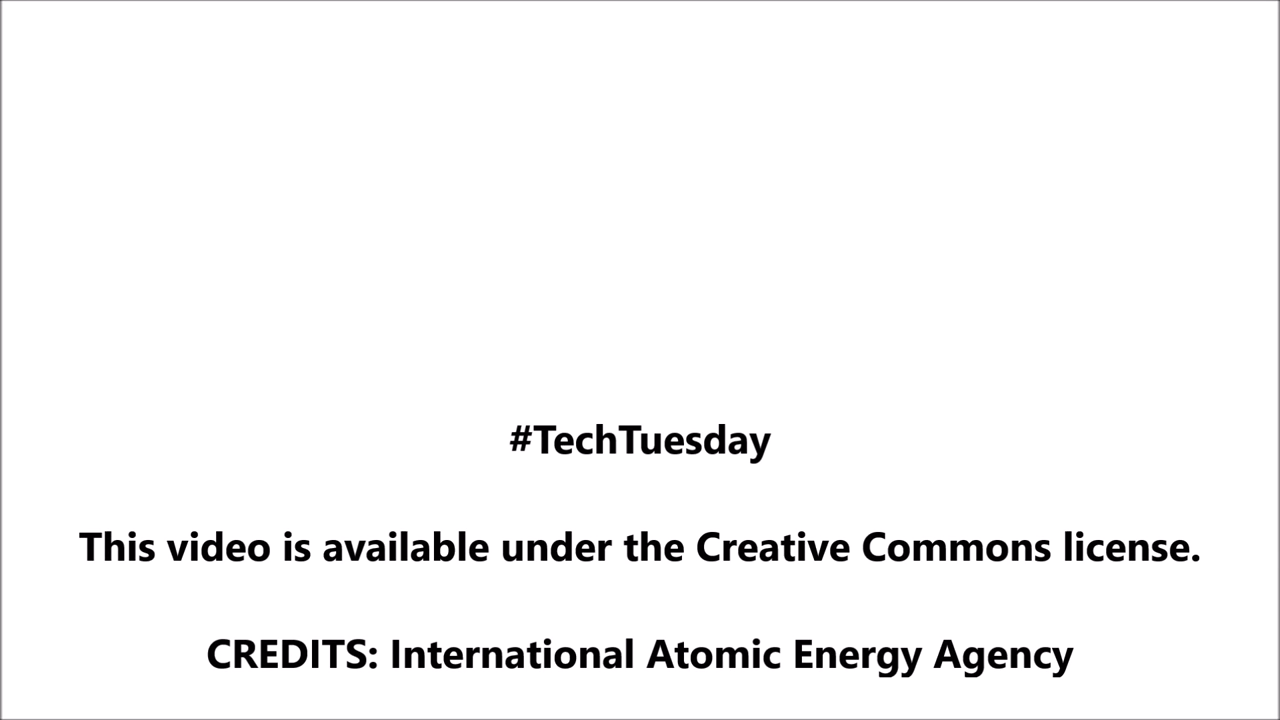 #TechTuesday
This video is available under the Creative Commons license.
CREDITS: International Atomic Energy Agency